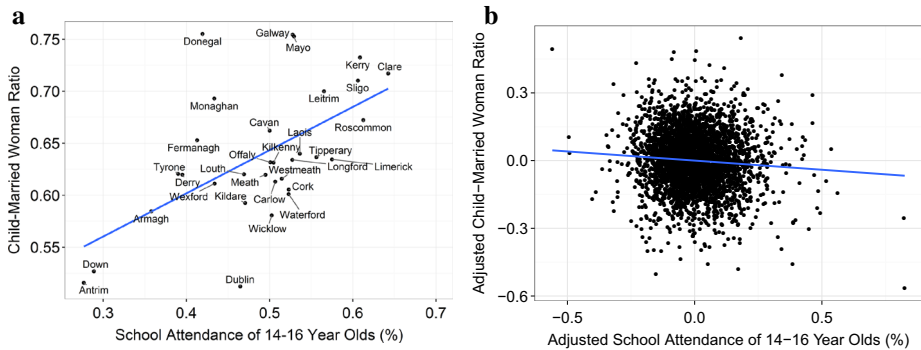 a
Child-Married Woman Ratio
0.75
0.70
0.65
0.60
0.55
Donegal
Galway
Mayo
Kerry
Clare
Sligo
Leitrim
Monaghan
Roscommon
Cavan
Laois
Fermanagh
Kilkenny
Tipperary
Offaly
Tyrone
Louth
Longford
Limerick
Westmeath
Derry
Meath
Wexford
Cork
Kildare
Carlow
Armagh
Waterford
Wicklow
Down
Dublin
Antrim
0.3 0.4 0.5 0.6 0.7
School Attendance of 14-16 Year Olds (%)
b
Adjusted Child−Married Woman Ratio
0.3
0.0
−0.3
−0.6
−0.5 0.0 0.5
Adjusted School Attendance of 14−16 Year Olds (%)